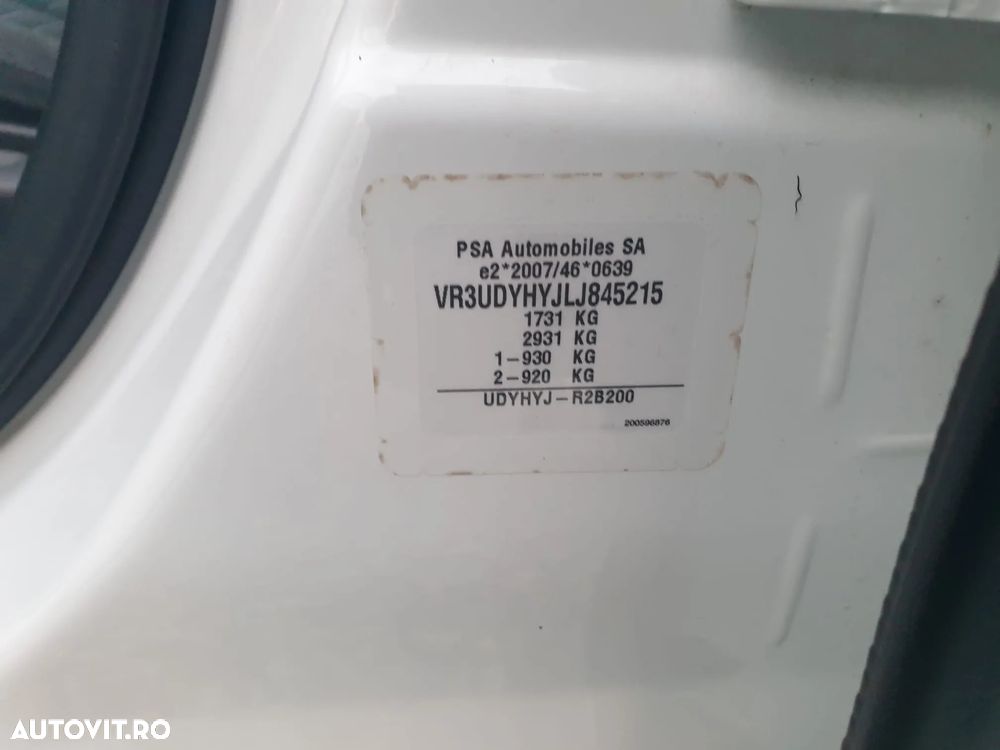 PSA Automobiles SA
e2*2007/46*0639
VR3UDYHYJLJ845215
1731 KG
2931 KG
1-930 KG
2-920 KG
UDYHYJ-R2B200
200596876
AUTOVIT.RO